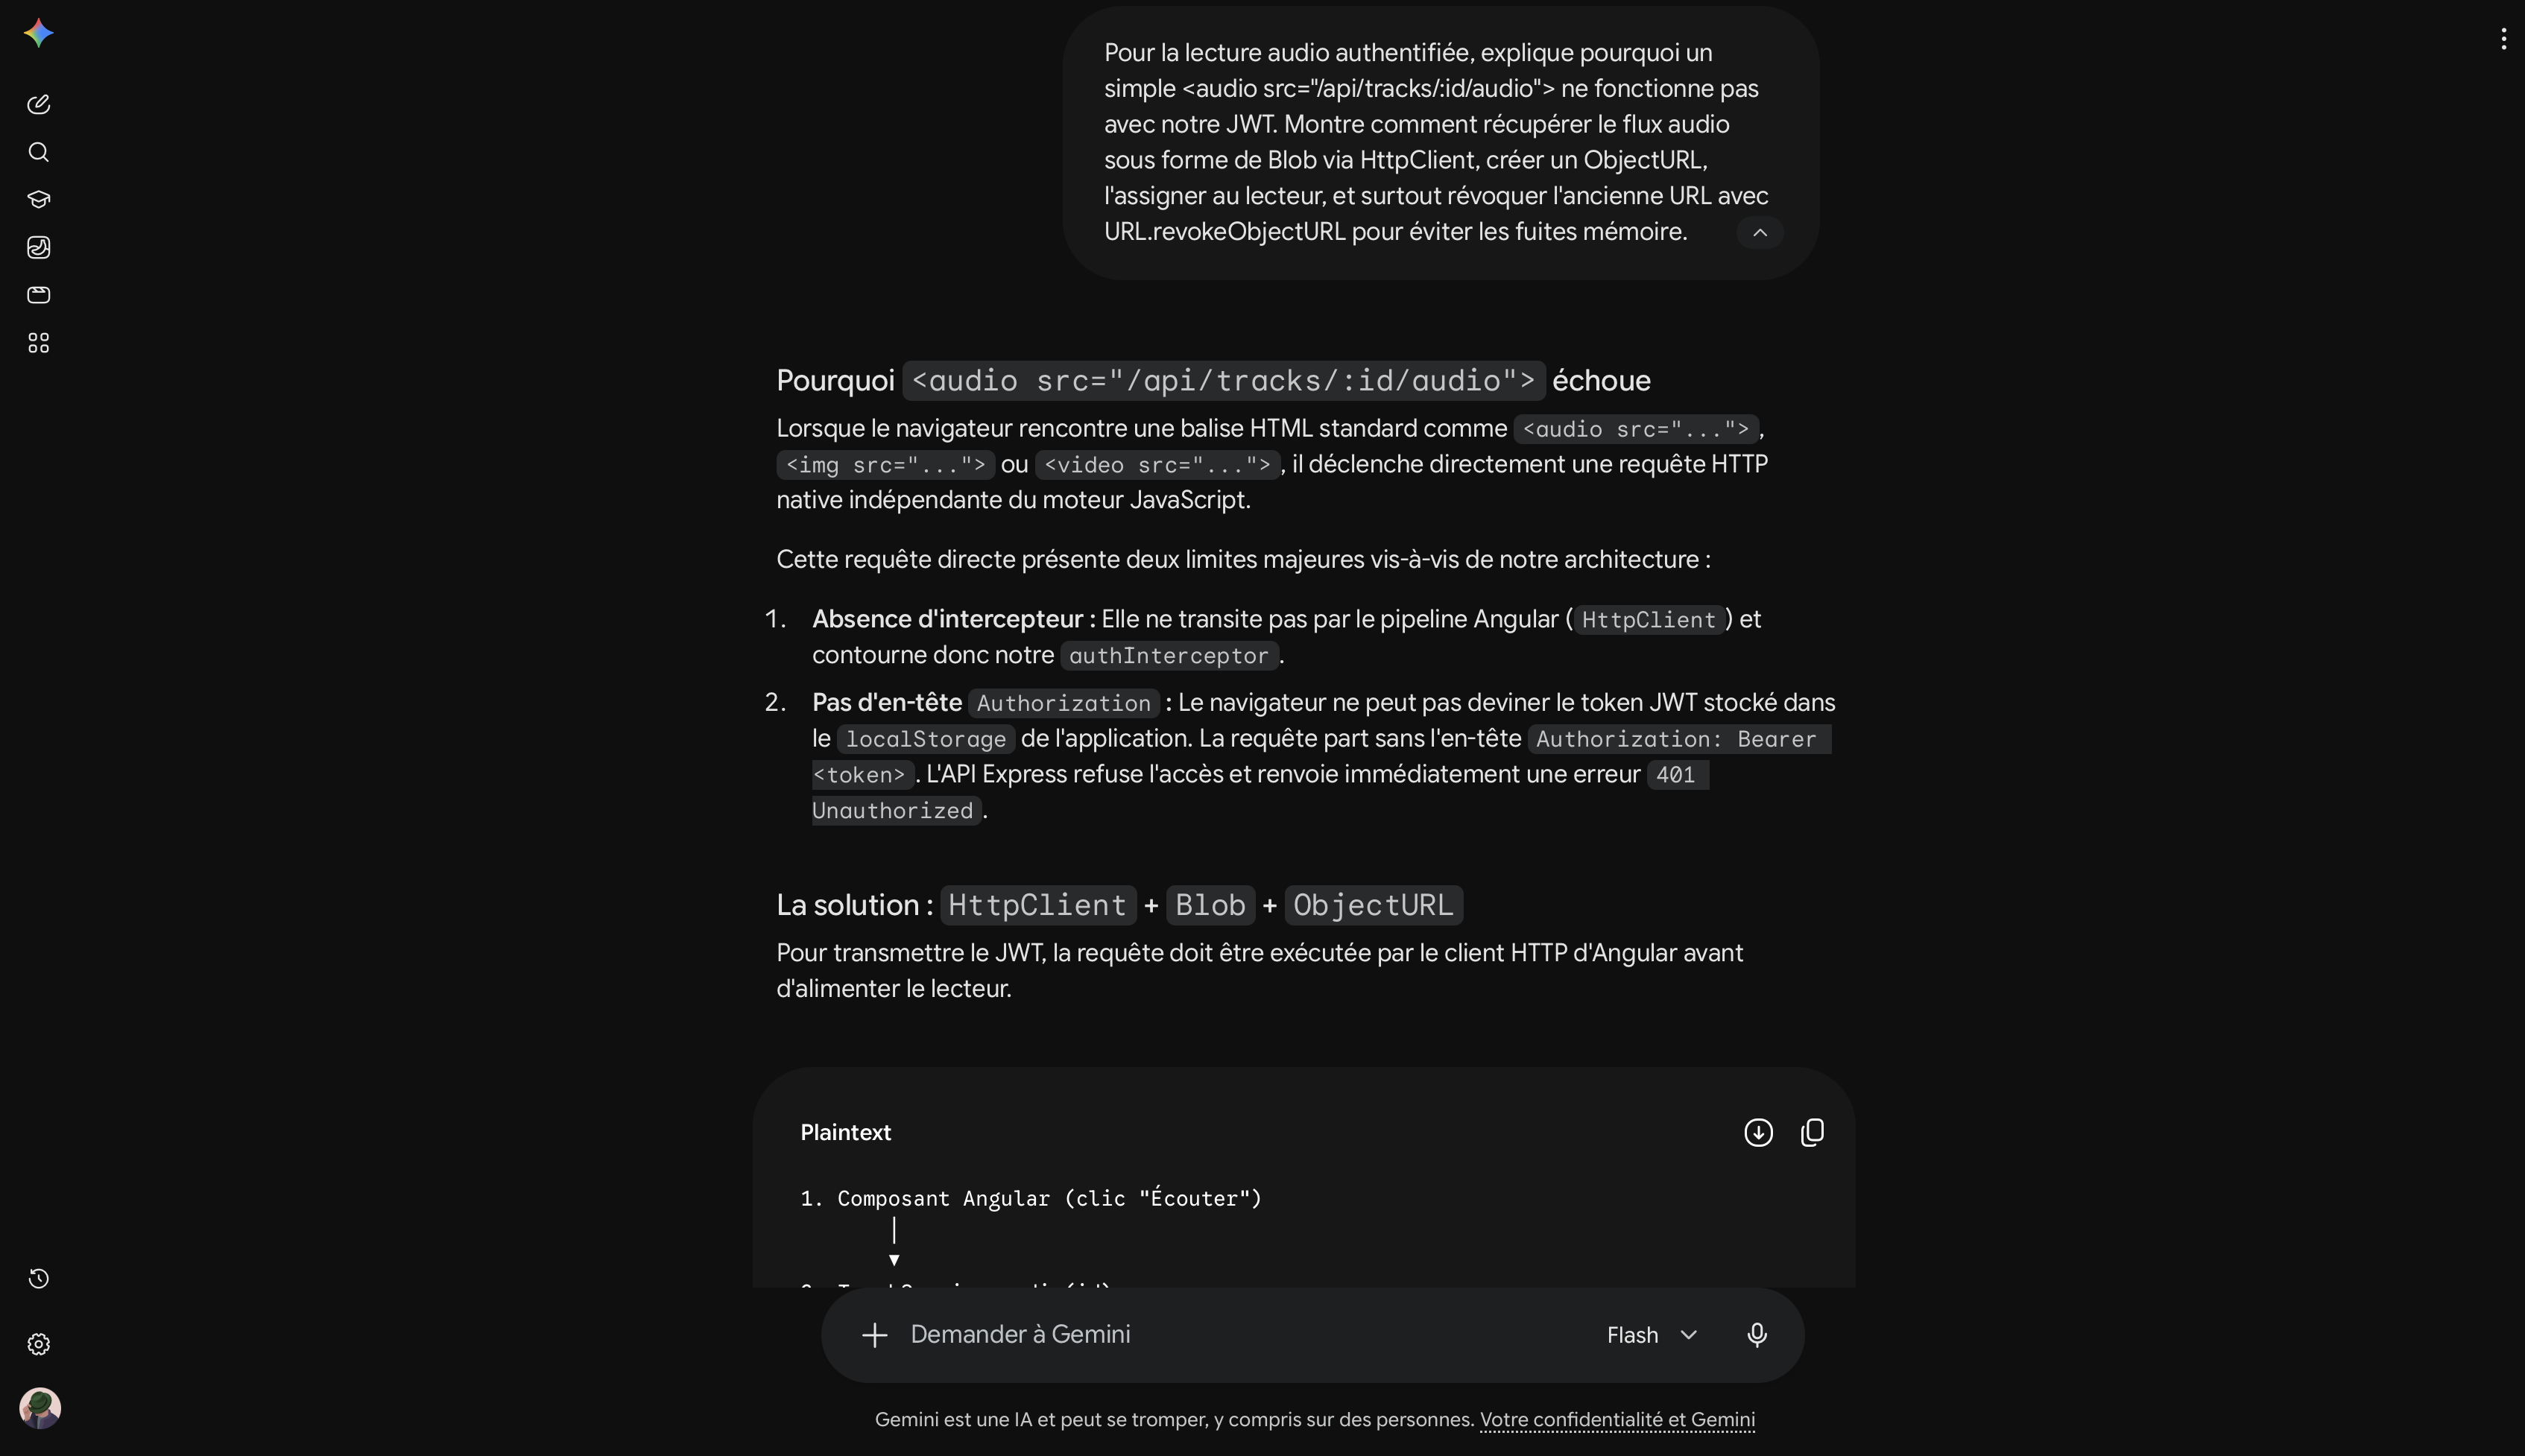 Pour la lecture audio authentifiée, explique pourquoi un
simple <audio src="/api/tracks/:id/audio"> ne fonctionne pas
avec notre JWT. Montre comment récupérer le flux audio
sous forme de Blob via HttpClient, créer un ObjectURL,
l'assigner au lecteur, et surtout révoquer l'ancienne URL avec
URL.revokeObjectURL pour éviter les fuites mémoire.
Pourquoi <audio src="/api/tracks/:id/audio"> échoue
Lorsque le navigateur rencontre une balise HTML standard comme <audio src="...">,
<img src="..."> ou <video src="...">, il déclenche directement une requête HTTP
native indépendante du moteur JavaScript.
Cette requête directe présente deux limites majeures vis-à-vis de notre architecture :
1. Absence d'intercepteur : Elle ne transite pas par le pipeline Angular (HttpClient) et
contourne donc notre authInterceptor.
2. Pas d'en-tête Authorization : Le navigateur ne peut pas deviner le token JWT stocké dans
le localStorage de l'application. La requête part sans l'en-tête Authorization: Bearer
<token>. L'API Express refuse l'accès et renvoie immédiatement une erreur 401
Unauthorized.
La solution : HttpClient + Blob + ObjectURL
Pour transmettre le JWT, la requête doit être exécutée par le client HTTP d'Angular avant
d'alimenter le lecteur.
Plaintext
1. Composant Angular (clic "Écouter")
Demander à Gemini
Flash
Gemini est une IA et peut se tromper, y compris sur des personnes. Votre confidentialité et Gemini